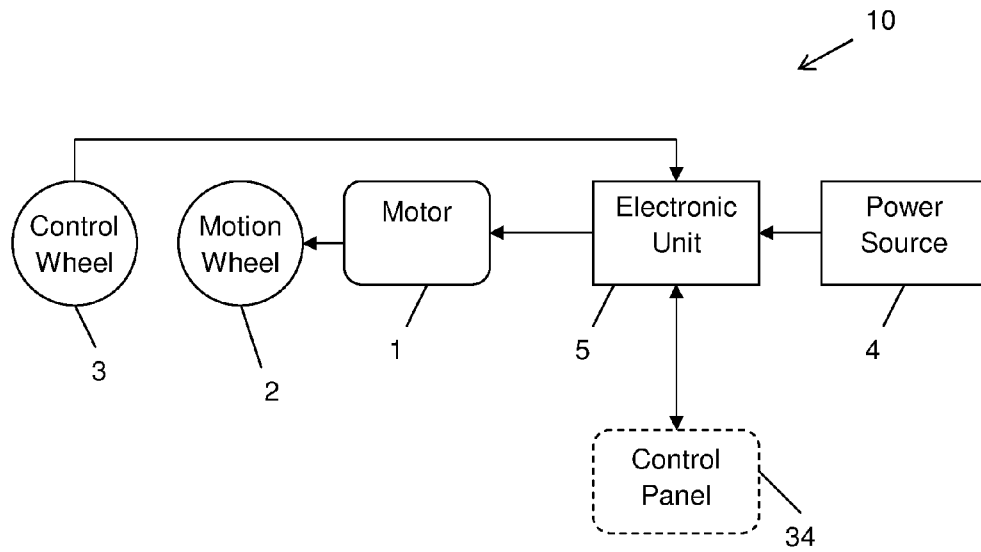 10
Control
Wheel
Motion
Wheel
Motor
Electronic
Unit
Power
Source
3
2
1
5
4
Control
Panel
34